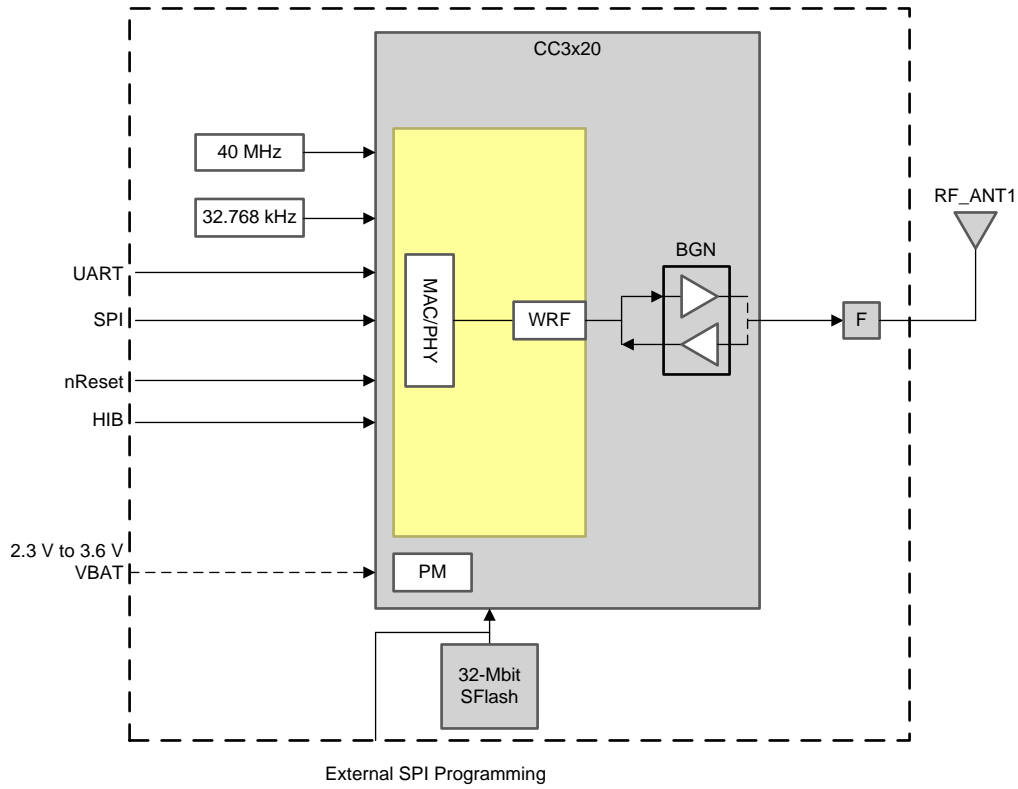 CC3x20
40 MHz
32.768 kHz
RF_ANT1
UART
BGN
SPI
MAC/PHY
WRF
F
nReset
HIB
2.3 V to 3.6 V
VBAT
PM
32-Mbit
SFlash
External SPI Programming